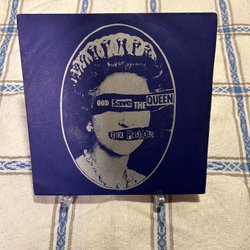 GOD Save THE QUEEN
SEX PISTOLS